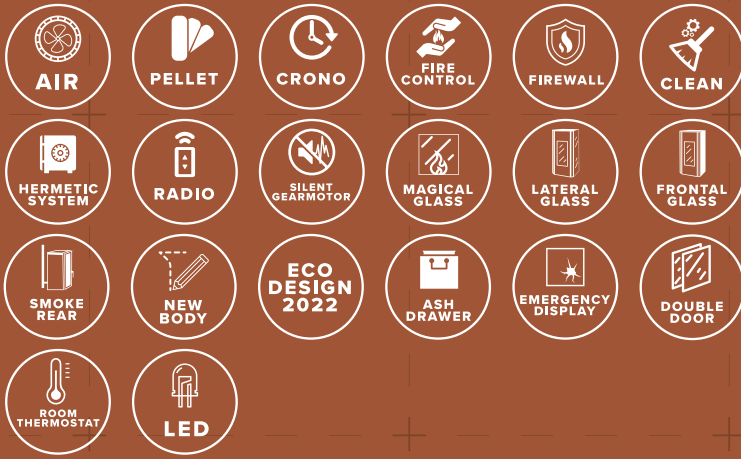 AIR
PELLET
CRONO
FIRE
CONTROL
FIREWALL
CLEAN
HERMETIC
SYSTEM
RADIO
SILENT
GEARMOTOR
MAGICAL
GLASS
LATERAL
GLASS
FRONTAL
GLASS
SMOKE
REAR
NEW
BODY
ECO
DESIGN
2022
ASH
DRAWER
EMERGENCY
DISPLAY
DOUBLE
DOOR
ROOM
THERMOSTAT
LED